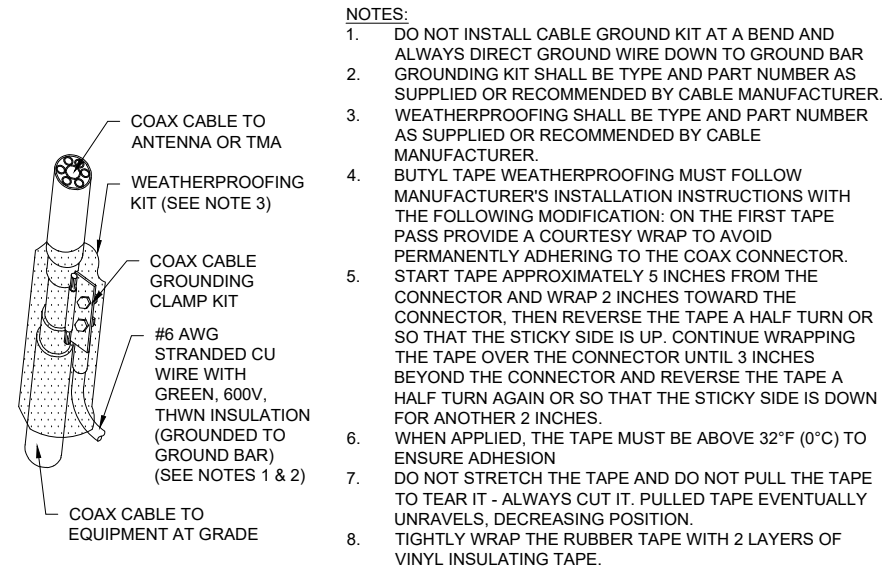 COAX CABLE TO
ANTENNA OR TMA
WEATHERPROOFING
KIT (SEE NOTE 3)
COAX CABLE
GROUNDING
CLAMP KIT
#6 AWG
STRANDED CU
WIRE WITH
GREEN, 600V,
THWN INSULATION
(GROUNDED TO
GROUND BAR)
(SEE NOTES 1 & 2)
COAX CABLE TO
EQUIPMENT AT GRADE
NOTES:
1. DO NOT INSTALL CABLE GROUND KIT AT A BEND AND
ALWAYS DIRECT GROUND WIRE DOWN TO GROUND BAR
2. GROUNDING KIT SHALL BE TYPE AND PART NUMBER AS
SUPPLIED OR RECOMMENDED BY CABLE MANUFACTURER.
3. WEATHERPROOFING SHALL BE TYPE AND PART NUMBER
AS SUPPLIED OR RECOMMENDED BY CABLE
MANUFACTURER.
4. BUTYL TAPE WEATHERPROOFING MUST FOLLOW
MANUFACTURER'S INSTALLATION INSTRUCTIONS WITH
THE FOLLOWING MODIFICATION: ON THE FIRST TAPE
PASS PROVIDE A COURTESY WRAP TO AVOID
PERMANENTLY ADHERING TO THE COAX CONNECTOR.
5. START TAPE APPROXIMATELY 5 INCHES FROM THE
CONNECTOR AND WRAP 2 INCHES TOWARD THE
CONNECTOR, THEN REVERSE THE TAPE A HALF TURN OR
SO THAT THE STICKY SIDE IS UP. CONTINUE WRAPPING
THE TAPE OVER THE CONNECTOR UNTIL 3 INCHES
BEYOND THE CONNECTOR AND REVERSE THE TAPE A
HALF TURN AGAIN OR SO THAT THE STICKY SIDE IS DOWN
FOR ANOTHER 2 INCHES.
6. WHEN APPLIED, THE TAPE MUST BE ABOVE 32°F (0°C) TO
ENSURE ADHESION
7. DO NOT STRETCH THE TAPE AND DO NOT PULL THE TAPE
TO TEAR IT - ALWAYS CUT IT. PULLED TAPE EVENTUALLY
UNRAVELS, DECREASING POSITION.
8. TIGHTLY WRAP THE RUBBER TAPE WITH 2 LAYERS OF
VINYL INSULATING TAPE.